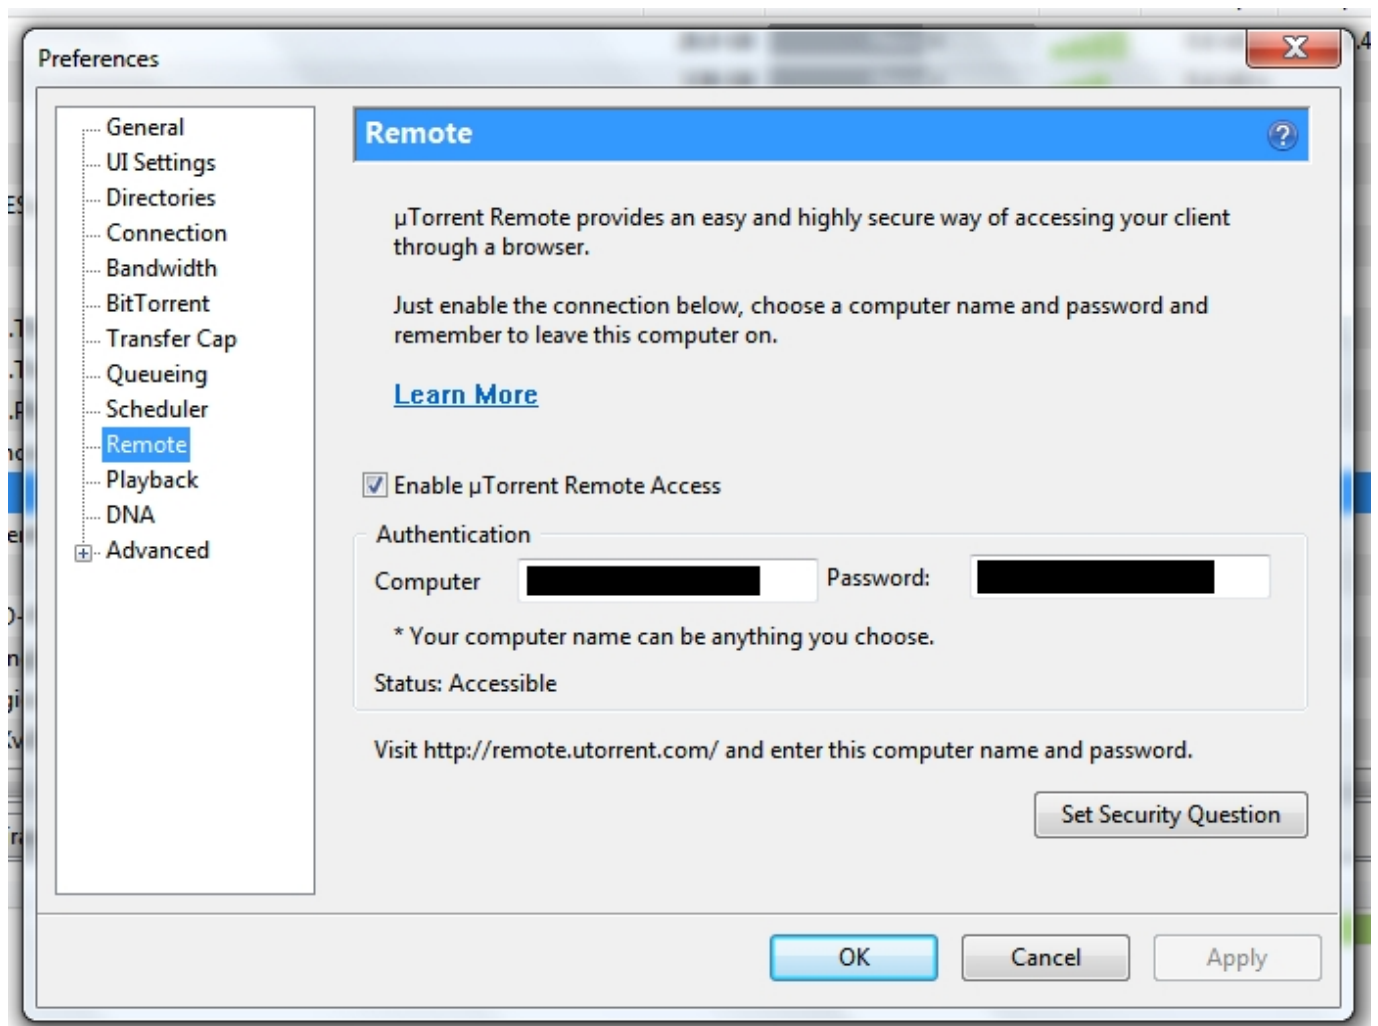 Preferences
General
UI Settings
Directories
Connection
Bandwidth
BitTorrent
Transfer Cap
Queueing
Scheduler
Remote
Playback
DNA
Advanced
Remote
µTorrent Remote provides an easy and highly secure way of accessing your client
through a browser.
Just enable the connection below, choose a computer name and password and
remember to leave this computer on.
Learn More
Enable µTorrent Remote Access
Authentication
Computer
Password:
* Your computer name can be anything you choose.
Status: Accessible
Visit http://remote.utorrent.com/ and enter this computer name and password.
Set Security Question
OK
Cancel
Apply